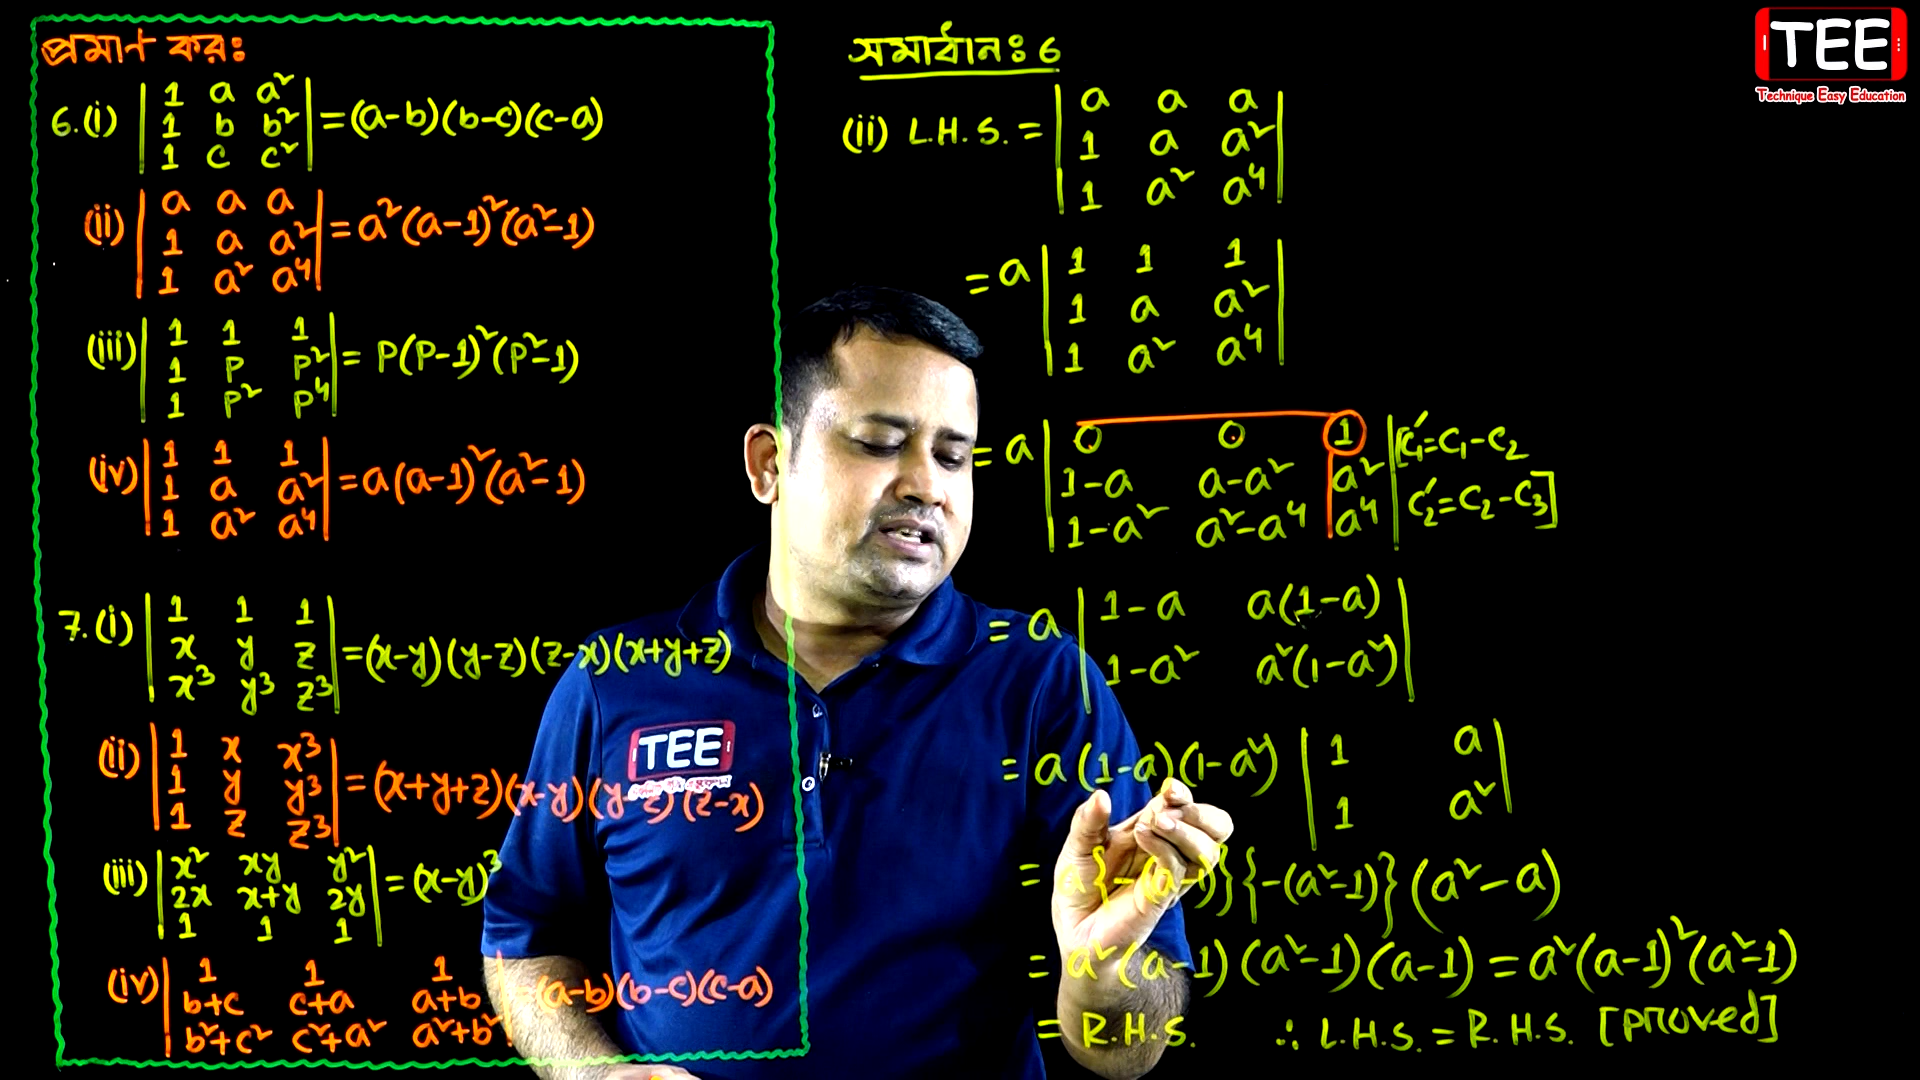 প্রমাণ কর:
6.(i) | 1 a a² | = (a-b)(b-c)(c-a)
| 1 b b² |
| 1 c c² |
(ii) | a a a | = a²(a-1)²(a²-1)
| 1 a a² |
| 1 a² a⁴ |
(iii) | 1 1 1 | = P(P-1)²(P²-1)
| 1 P P² |
| 1 P² P⁴ |
(iv) | 1 1 1 | = a(a-1)²(a²-1)
| 1 a a² |
| 1 a² a⁴ |
7.(i) | 1 1 1 | = (x-y)(y-z)(z-x)(x+y+z)
| x y z |
| x³ y³ z³ |
(ii) | 1 x x³ | = (x+y+z)(x-y)(y-z)(z-x)
| 1 y y³ |
| 1 z z³ |
(iii) | x² xy y² | = (x-y)³
| 2x x+y 2y |
| 1 1 1 |
(iv) | 1 1 1 | = (a-b)(b-c)(c-a)
| b+c c+a a+b |
| b²+c² c²+a² a²+b² |
সমাধান: 6
(ii) L.H.S. = | a a a |
| 1 a a² |
| 1 a² a⁴ |
= a | 1 1 1 |
| 1 a a² |
| 1 a² a⁴ |
= a | 0 0 1 | [C₁′=C₁-C₂
| 1-a a-a² a² | C₂′=C₂-C₃]
| 1-a² a²-a⁴ a⁴ |
= a | 1-a a(1-a) |
| 1-a² a²(1-a²) |
= a(1-a)(1-a²) | 1 a |
| 1 a² |
= a{-(a-1)}{-(a²-1)}(a²-a)
= a²(a-1)(a²-1)(a-1) = a²(a-1)²(a²-1)
= R.H.S. ∴ L.H.S. = R.H.S. [proved]
TEE
Technique Easy Education
TEE